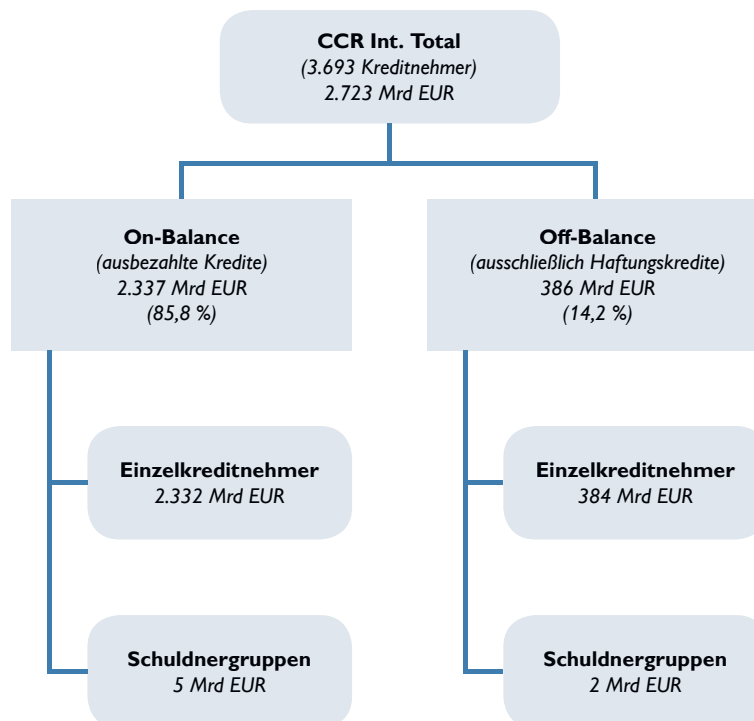 CCR Int. Total
(3.693 Kreditnehmer)
2.723 Mrd EUR
On-Balance
(ausbezahlte Kredite)
2.337 Mrd EUR
(85,8 %)
Off-Balance
(ausschließlich Haftungskredite)
386 Mrd EUR
(14,2 %)
Einzelkreditnehmer
2.332 Mrd EUR
Einzelkreditnehmer
384 Mrd EUR
Schuldnergruppen
5 Mrd EUR
Schuldnergruppen
2 Mrd EUR